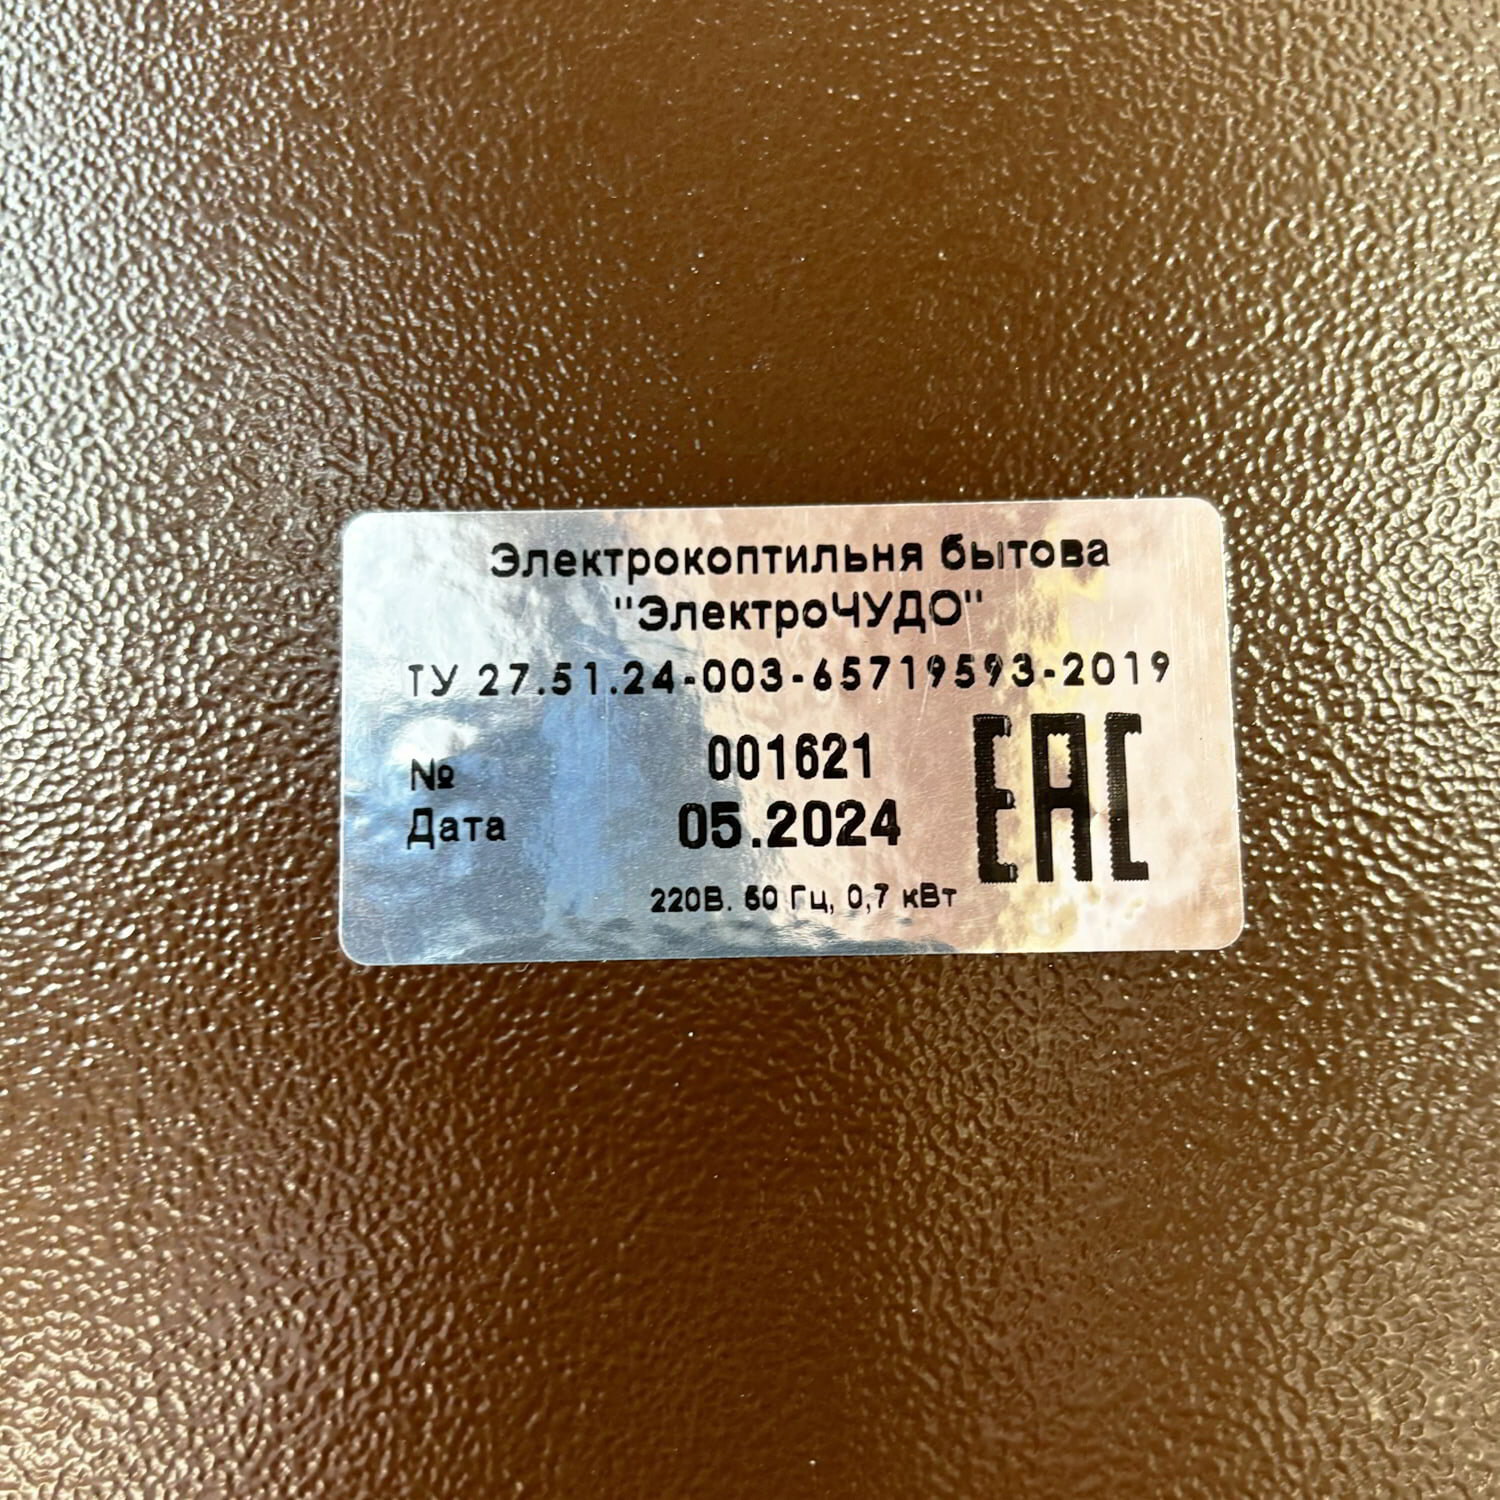 Электрокоптильня бытова
"ЭлектроЧУДО"
ТУ 27.51.24-003-65719593-2019
№ 001621
Дата 05.2024
EAC
220В. 50 Гц, 0,7 кВт